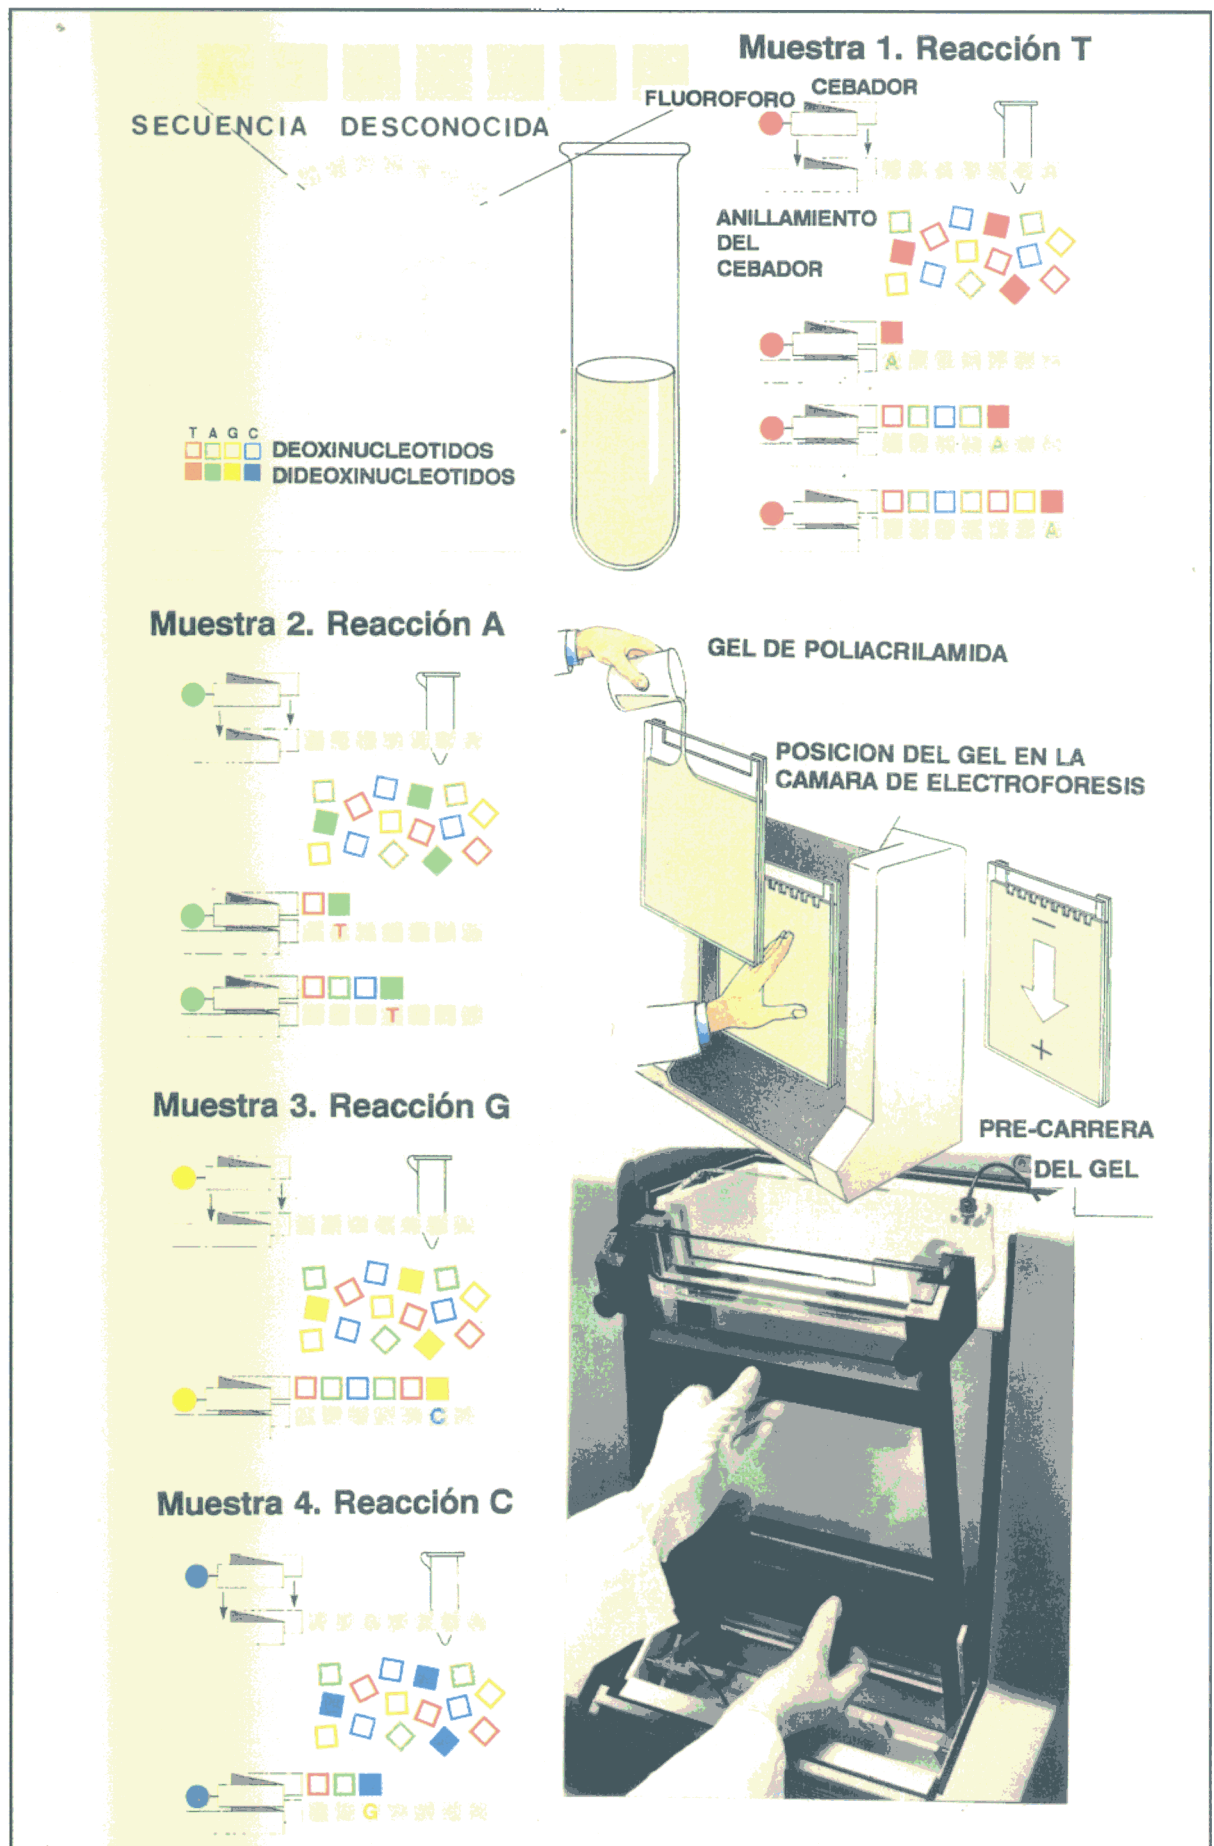 Muestra 1. Reacción T
CEBADOR
FLUOROFORO
SECUENCIA DESCONOCIDA
ANILLAMIENTO
DEL
CEBADOR
A
A
A
T A G C
DEOXINUCLEOTIDOS
DIDEOXINUCLEOTIDOS
Muestra 2. Reacción A
T
T
GEL DE POLIACRILAMIDA
POSICION DEL GEL EN LA
CAMARA DE ELECTROFORESIS
−
+
PRE-CARRERA
DEL GEL
Muestra 3. Reacción G
C
Muestra 4. Reacción C
G